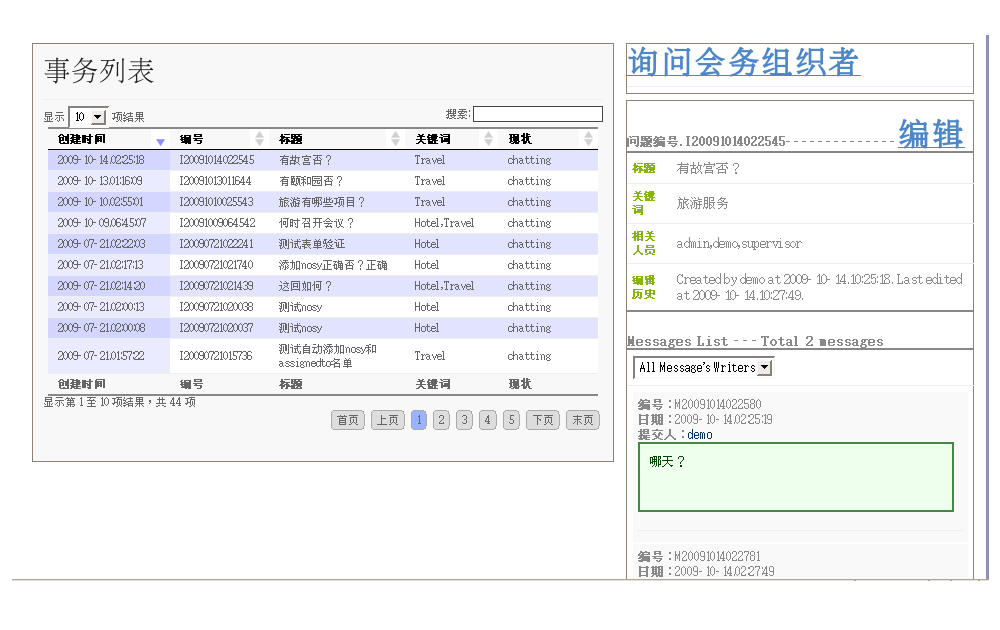 事务列表
显示 10 项结果 搜索:
创建时间 编号 标题 关键词 现状
2009-10-14.02:25:18 I20091014022545 有故宫否？ Travel chatting
2009-10-13.01:16:09 I20091013011644 有颐和园否？ Travel chatting
2009-10-10.02:55:01 I20091010025543 旅游有哪些项目？ Travel chatting
2009-10-09.06:45:07 I20091009064542 何时召开会议？ Hotel,Travel chatting
2009-07-21.02:22:03 I20090721022241 测试表单验证 Hotel chatting
2009-07-21.02:17:13 I20090721021740 添加nosy正确否？正确 Hotel chatting
2009-07-21.02:14:20 I20090721021439 这回如何？ Hotel,Travel chatting
2009-07-21.02:00:13 I20090721020038 测试nosy Hotel chatting
2009-07-21.02:00:08 I20090721020037 测试nosy Hotel chatting
2009-07-21.01:57:22 I20090721015736 测试自动添加nosy和 Travel chatting
assignedto名单
创建时间 编号 标题 关键词 现状
显示第 1 至 10 项结果，共 44 项
首页 上页 1 2 3 4 5 下页 末页
询问会务组织者
问题编号.I20091014022545--------------- 编辑
标题 有故宫否？
关键
词
旅游服务
相关
人员
admin,demo,supervisor
编辑
历史
Created by demo at 2009-10-14.10:25:18. Last edited
at 2009-10-14.10:27:49.
Messages List --- Total 2 messages
All Message's Writers
编号：M20091014022580
日期：2009-10-14.02:25:19
提交人：demo
哪天？
编号：M20091014022781
日期：2009-10-14.02:27:49